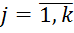 j = \overline{1, k}